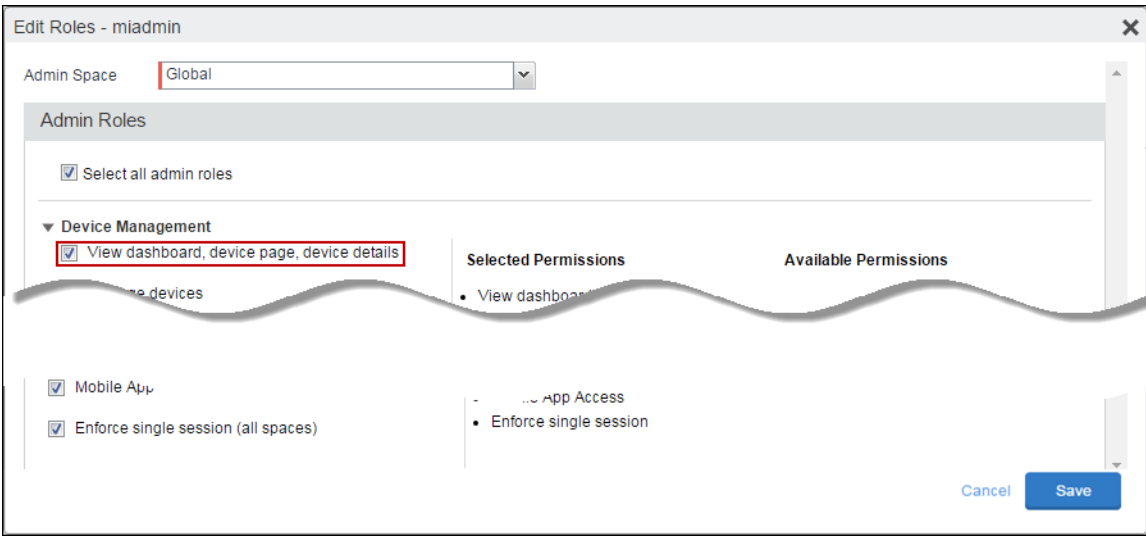 Edit Roles - miadmin
Admin Space Global
Admin Roles
Select all admin roles
Device Management
View dashboard, device page, device details
Selected Permissions Available Permissions
devices
• View
Mobile
App Access
Enforce single session (all spaces)
• Enforce single session
Cancel Save